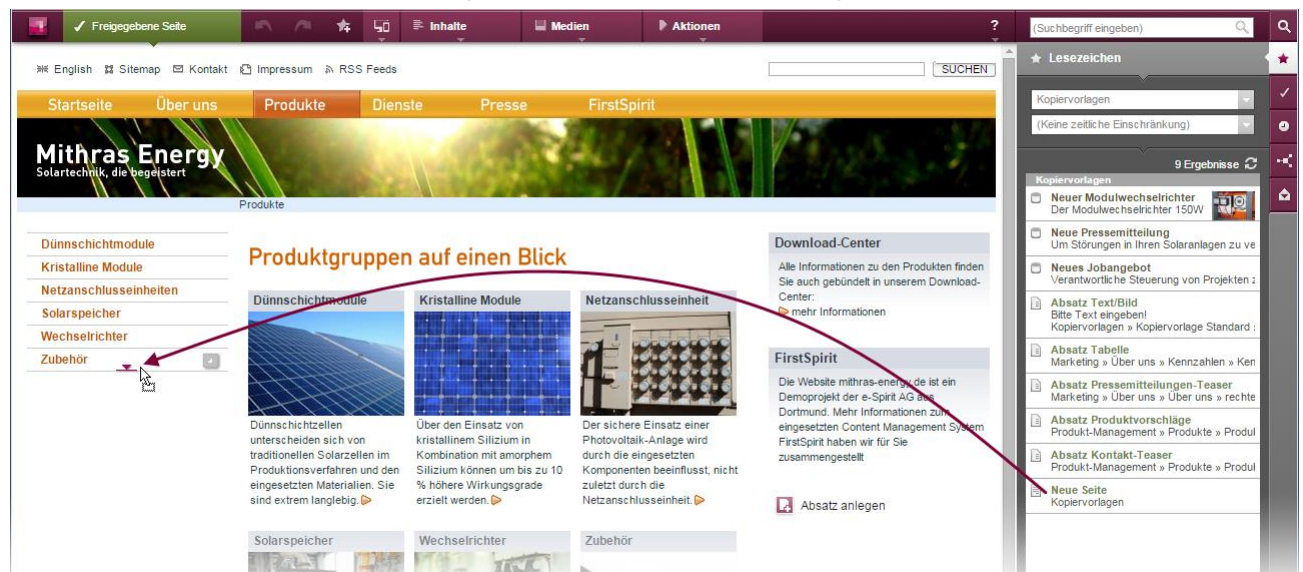 ✓ Freigegebene Seite
Inhalte
Medien
Aktionen
?
(Suchbegriff eingeben)
English Sitemap Kontakt Impressum RSS Feeds
SUCHEN
Startseite Über uns Produkte Dienste Presse FirstSpirit
Mithras Energy
Solartechnik, die begeistert
Produkte
Dünnschichtmodule
Kristalline Module
Netzanschlusseinheiten
Solarspeicher
Wechselrichter
Zubehör
Produktgruppen auf einen Blick
Dünnschichtmodule
Dünnschichtzellen
unterscheiden sich von
traditionellen Solarzellen im
Produktionsverfahren und den
eingesetzten Materialien. Sie
sind extrem langlebig.
Kristalline Module
Über den Einsatz von
kristallinem Silizium in
Kombination mit amorphem
Silizium können um bis zu 10
% höhere Wirkungsgrade
erzielt werden.
Netzanschlusseinheit
Der sichere Einsatz einer
Photovoltaik-Anlage wird
durch die eingesetzten
Komponenten beeinflusst, nicht
zuletzt durch die
Netzanschlusseinheit.
Solarspeicher
Wechselrichter
Zubehör
Download-Center
Alle Informationen zu den Produkten finden
Sie auch gebündelt in unserem Download-
Center:
mehr Informationen
FirstSpirit
Die Website mithras-energy.de ist ein
Demoprojekt der e-Spirit AG aus
Dortmund. Mehr Informationen zum
eingesetzten Content Management System
FirstSpirit haben wir für Sie
zusammengestellt
Absatz anlegen
Lesezeichen
Kopiervorlagen
(Keine zeitliche Einschränkung)
9 Ergebnisse
Kopiervorlagen
Neuer Modulwechselrichter
Der Modulwechselrichter 150W
Neue Pressemitteilung
Um Störungen in Ihren Solaranlagen zu ve
Neues Jobangebot
Verantwortliche Steuerung von Projekten z
Absatz Text/Bild
Bitte Text eingeben!
Kopiervorlagen » Kopiervorlage Standard
Absatz Tabelle
Marketing » Über uns » Kennzahlen » Ken
Absatz Pressemitteilungen-Teaser
Marketing » Über uns » Über uns » rechte
Absatz Produktvorschläge
Produkt-Management » Produkte » Produl
Absatz Kontakt-Teaser
Produkt-Management » Produkte » Produl
Neue Seite
Kopiervorlagen